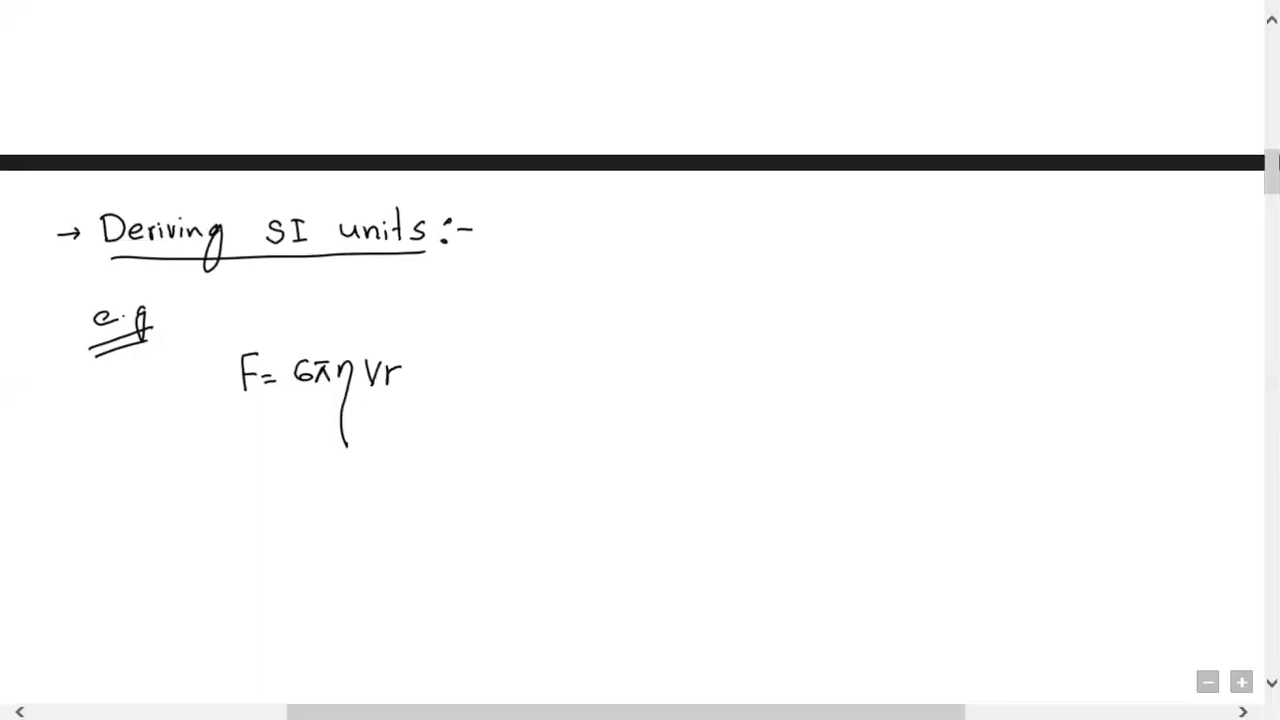 → Deriving SI units :-
e.g
F = 6πηVr